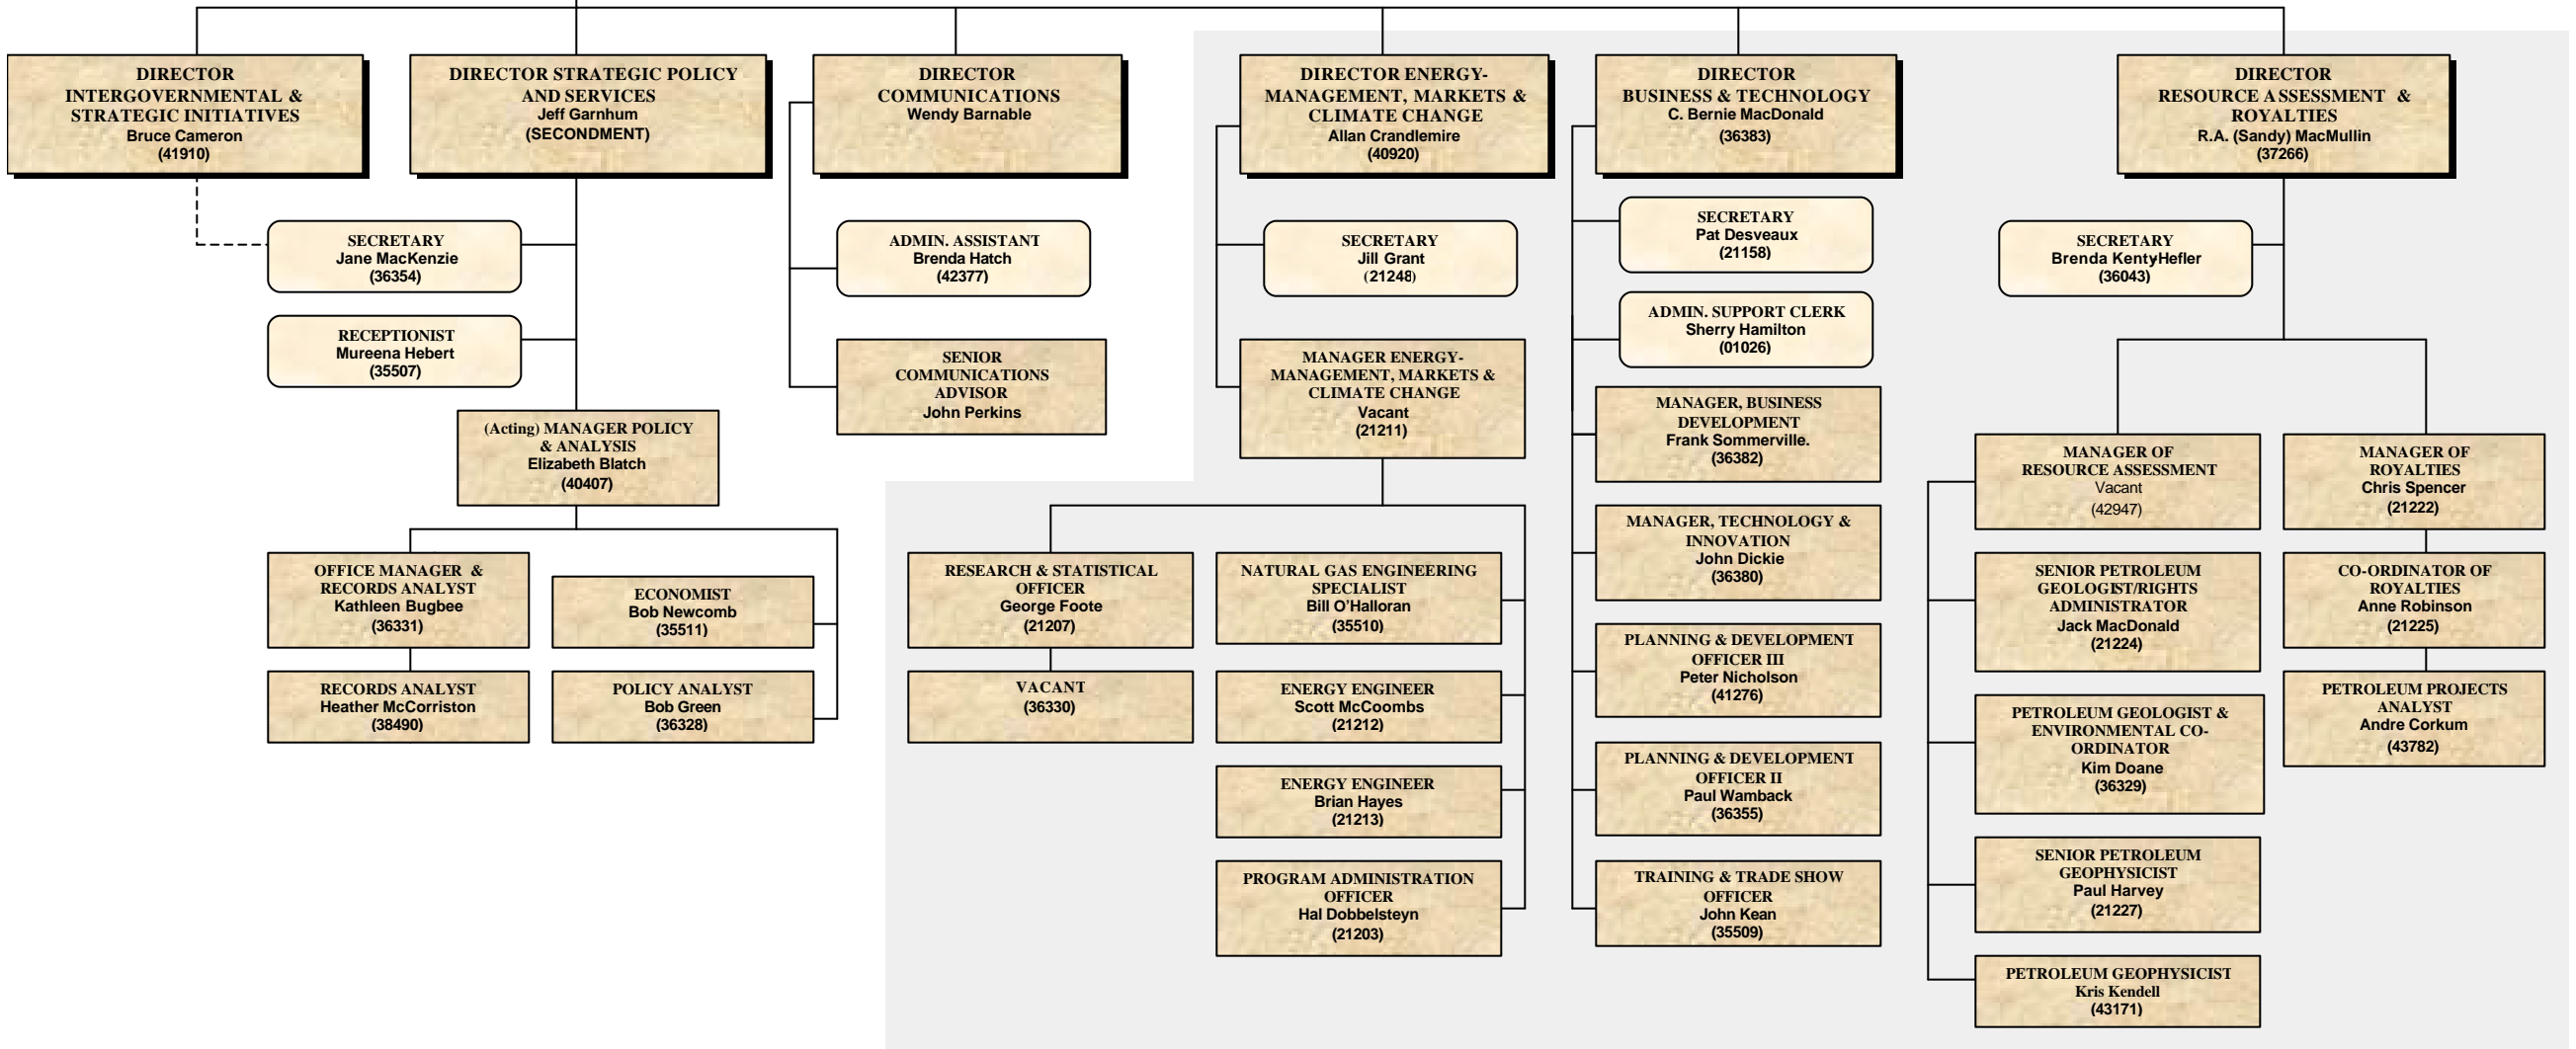 DIRECTOR
INTERGOVERNMENTAL &
STRATEGIC INITIATIVES
Bruce Cameron
(41910)
DIRECTOR STRATEGIC POLICY
AND SERVICES
Jeff Garnhum
(SECONDMENT)
DIRECTOR
COMMUNICATIONS
Wendy Barnable
DIRECTOR ENERGY-
MANAGEMENT, MARKETS &
CLIMATE CHANGE
Allan Crandlemire
(40920)
DIRECTOR
BUSINESS & TECHNOLOGY
C. Bernie MacDonald
(36383)
DIRECTOR
RESOURCE ASSESSMENT &
ROYALTIES
R.A. (Sandy) MacMullin
(37266)
SECRETARY
Jane MacKenzie
(36354)
RECEPTIONIST
Mureena Hebert
(35507)
(Acting) MANAGER POLICY
& ANALYSIS
Elizabeth Blatch
(40407)
OFFICE MANAGER &
RECORDS ANALYST
Kathleen Bugbee
(36331)
RECORDS ANALYST
Heather McCorriston
(38490)
ECONOMIST
Bob Newcomb
(35511)
POLICY ANALYST
Bob Green
(36328)
ADMIN. ASSISTANT
Brenda Hatch
(42377)
SENIOR
COMMUNICATIONS
ADVISOR
John Perkins
SECRETARY
Jill Grant
(21248)
MANAGER ENERGY-
MANAGEMENT, MARKETS &
CLIMATE CHANGE
Vacant
(21211)
RESEARCH & STATISTICAL
OFFICER
George Foote
(21207)
VACANT
(36330)
NATURAL GAS ENGINEERING
SPECIALIST
Bill O'Halloran
(35510)
ENERGY ENGINEER
Scott McCoombs
(21212)
ENERGY ENGINEER
Brian Hayes
(21213)
PROGRAM ADMINISTRATION
OFFICER
Hal Dobbelsteyn
(21203)
SECRETARY
Pat Desveaux
(21158)
ADMIN. SUPPORT CLERK
Sherry Hamilton
(01026)
MANAGER, BUSINESS
DEVELOPMENT
Frank Sommerville.
(36382)
MANAGER, TECHNOLOGY &
INNOVATION
John Dickie
(36380)
PLANNING & DEVELOPMENT
OFFICER III
Peter Nicholson
(41276)
PLANNING & DEVELOPMENT
OFFICER II
Paul Wamback
(36355)
TRAINING & TRADE SHOW
OFFICER
John Kean
(35509)
SECRETARY
Brenda KentyHefler
(36043)
MANAGER OF
RESOURCE ASSESSMENT
Vacant
(42947)
SENIOR PETROLEUM
GEOLOGIST/RIGHTS
ADMINISTRATOR
Jack MacDonald
(21224)
PETROLEUM GEOLOGIST &
ENVIRONMENTAL CO-
ORDINATOR
Kim Doane
(36329)
SENIOR PETROLEUM
GEOPHYSICIST
Paul Harvey
(21227)
PETROLEUM GEOPHYSICIST
Kris Kendell
(43171)
MANAGER OF
ROYALTIES
Chris Spencer
(21222)
CO-ORDINATOR OF
ROYALTIES
Anne Robinson
(21225)
PETROLEUM PROJECTS
ANALYST
Andre Corkum
(43782)